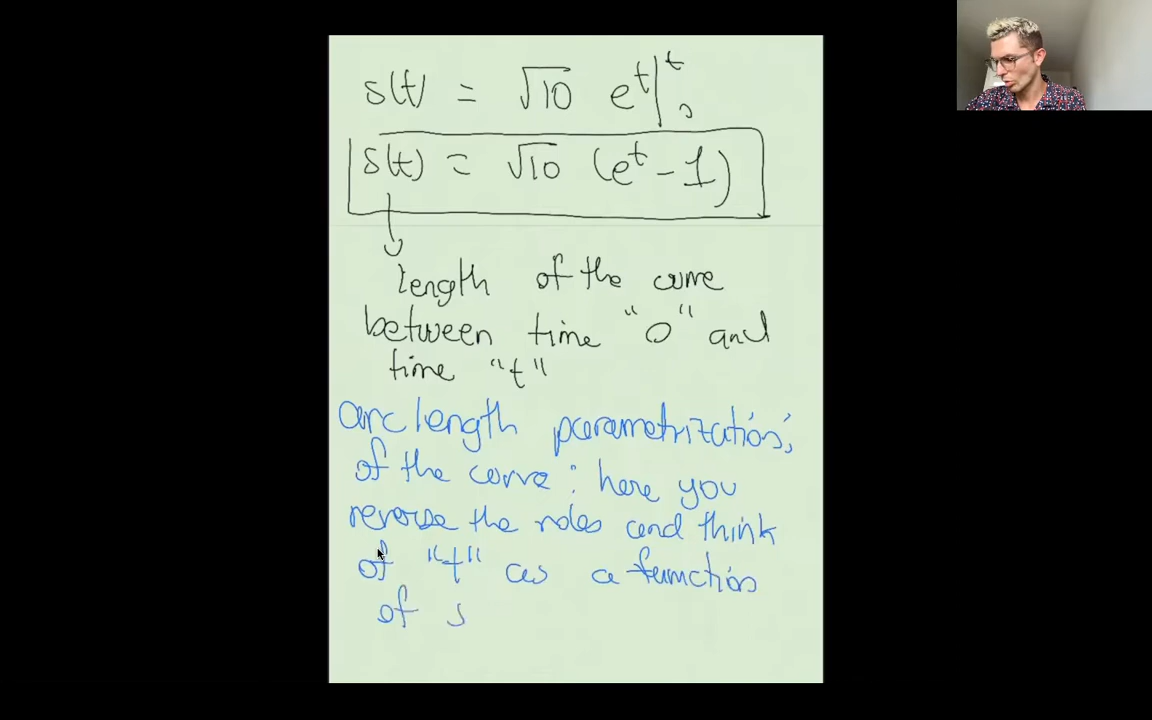 s(t) = √10 e^t |_0^t
s(t) = √10 (e^t - 1)
length of the curve
between time "0" and
time "t"
arc length parametrization
of the curve : here you
reverse the roles and think
of "t" as a function
of s